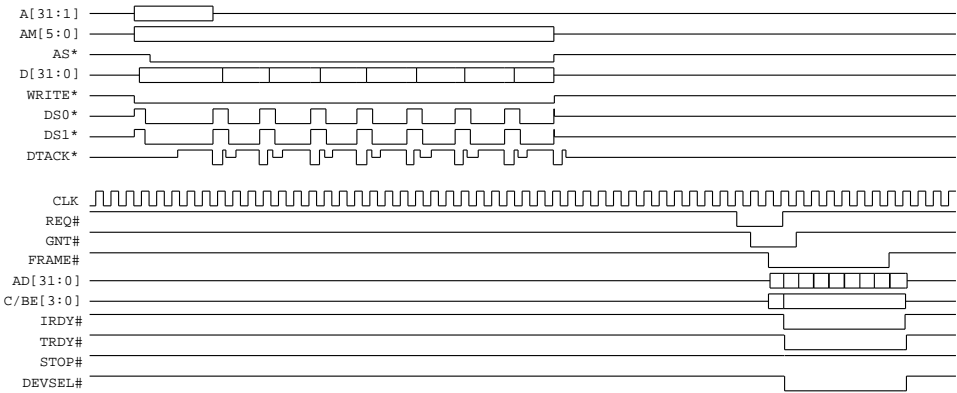 A[31:1]
AM[5:0]
AS*
D[31:0]
WRITE*
DS0*
DS1*
DTACK*
CLK
REQ#
GNT#
FRAME#
AD[31:0]
C/BE[3:0]
IRDY#
TRDY#
STOP#
DEVSEL#